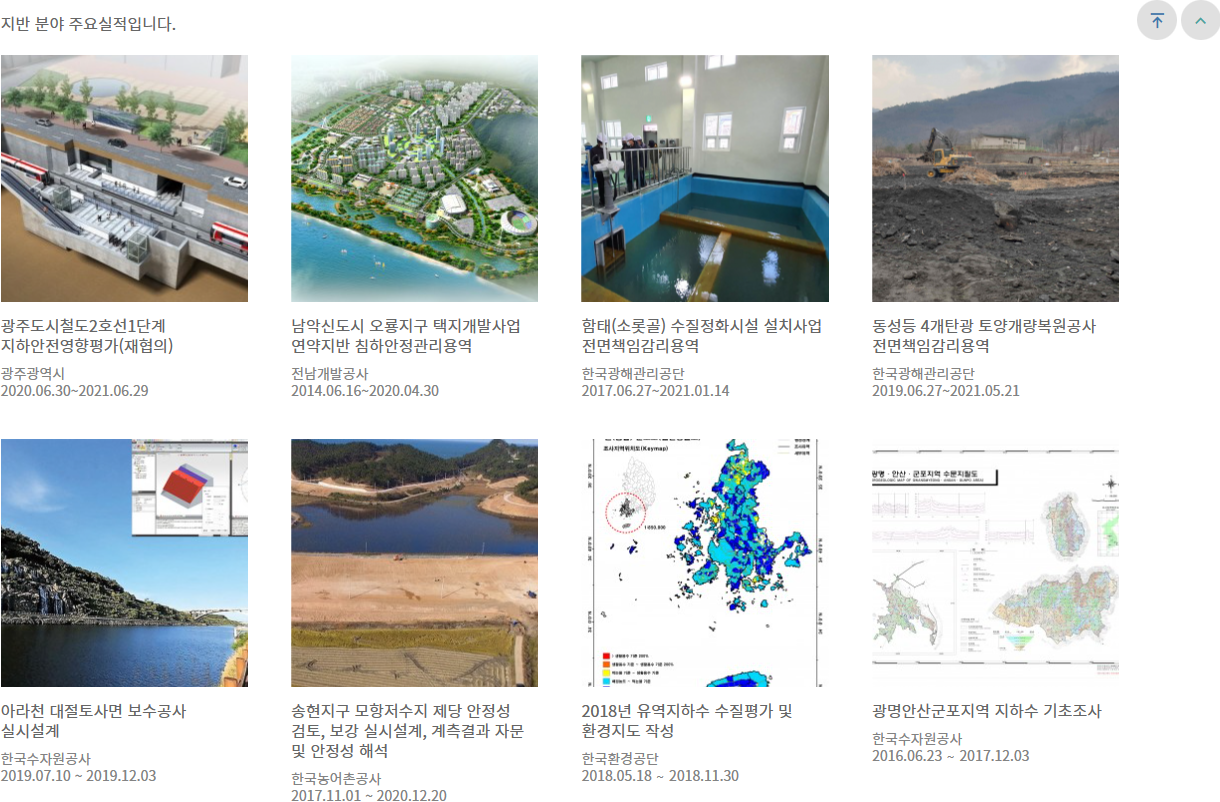 지반 분야 주요실적입니다.
광주도시철도2호선1단계
지하안전영향평가(재협의)
광주광역시
2020.06.30~2021.06.29
남악신도시 오룡지구 택지개발사업
연약지반 침하안정관리용역
전남개발공사
2014.06.16~2020.04.30
함태(소롯골) 수질정화시설 설치사업
전면책임감리용역
한국광해관리공단
2017.06.27~2021.01.14
동성등 4개탄광 토양개량복원공사
전면책임감리용역
한국광해관리공단
2019.06.27~2021.05.21
조사지역위치도(Keymap)
광명·안산·군포지역 수문지질도
아라천 대절토사면 보수공사
실시설계
한국수자원공사
2019.07.10 ~ 2019.12.03
송현지구 모항저수지 제당 안정성
검토, 보강 실시설계, 계측결과 자문
및 안정성 해석
한국농어촌공사
2017.11.01 ~ 2020.12.20
2018년 유역지하수 수질평가 및
환경지도 작성
한국환경공단
2018.05.18 ~ 2018.11.30
광명안산군포지역 지하수 기초조사
한국수자원공사
2016.06.23 ~ 2017.12.03